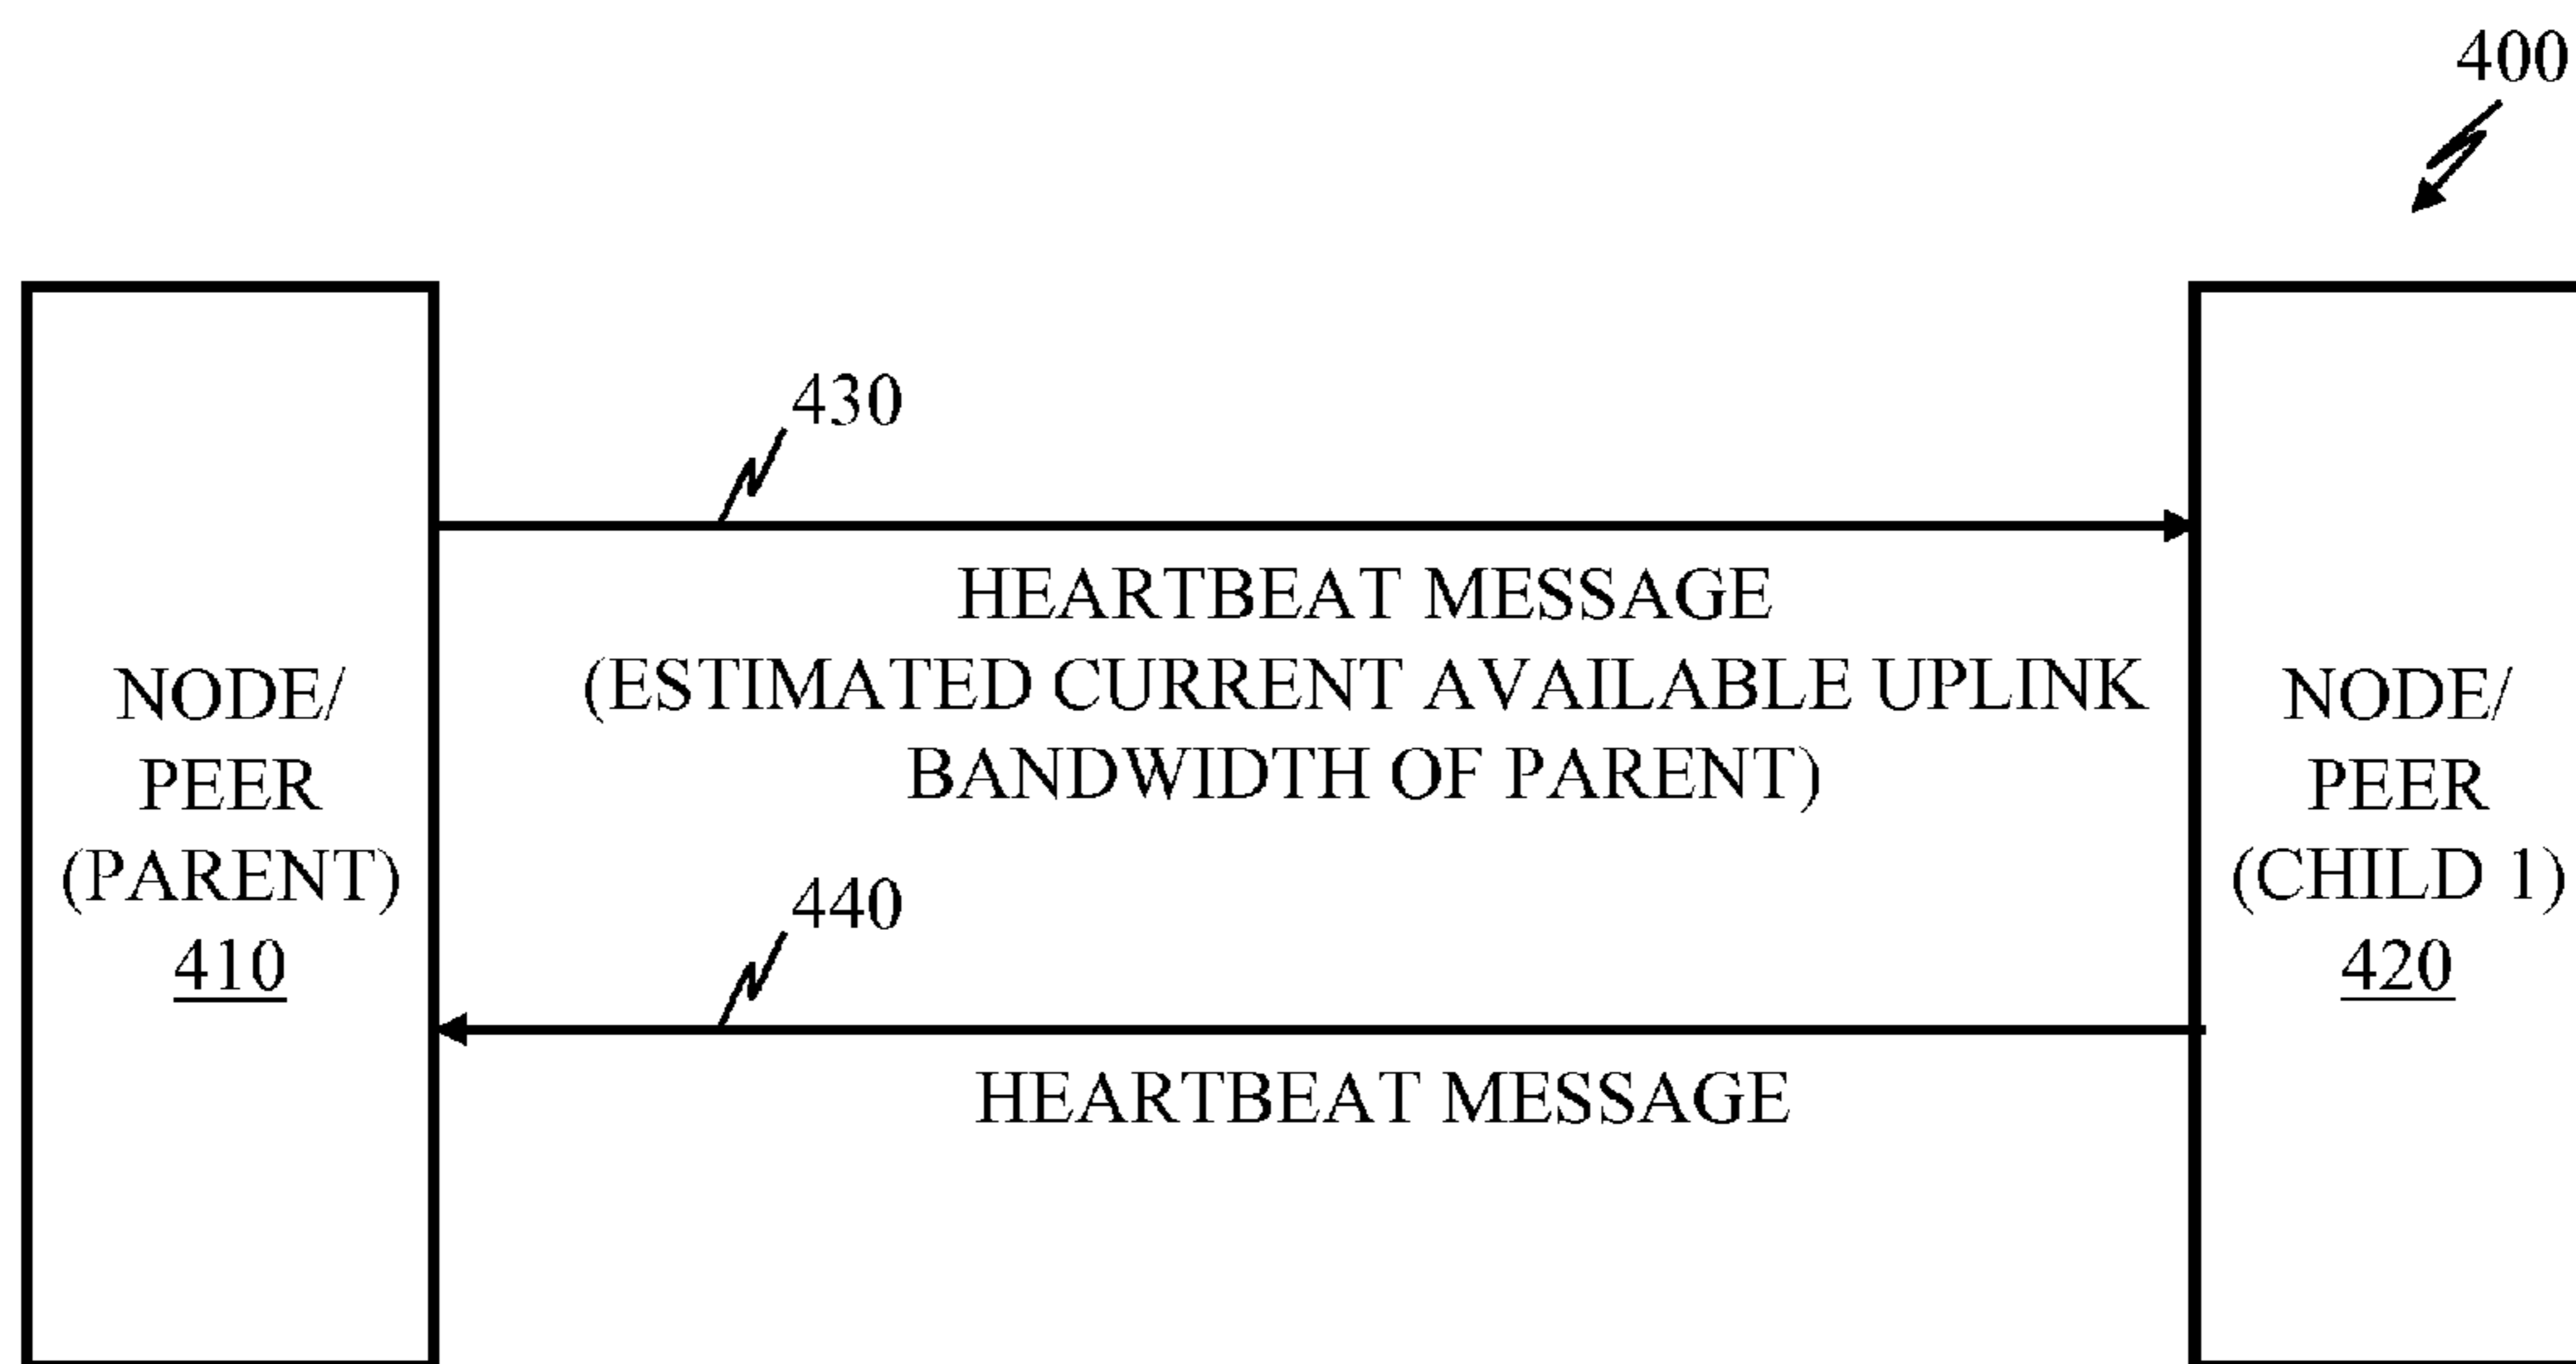 400
430
HEARTBEAT MESSAGE
(ESTIMATED CURRENT AVAILABLE UPLINK
BANDWIDTH OF PARENT)
NODE/
PEER
(PARENT)
410
NODE/
PEER
(CHILD 1)
420
440
HEARTBEAT MESSAGE